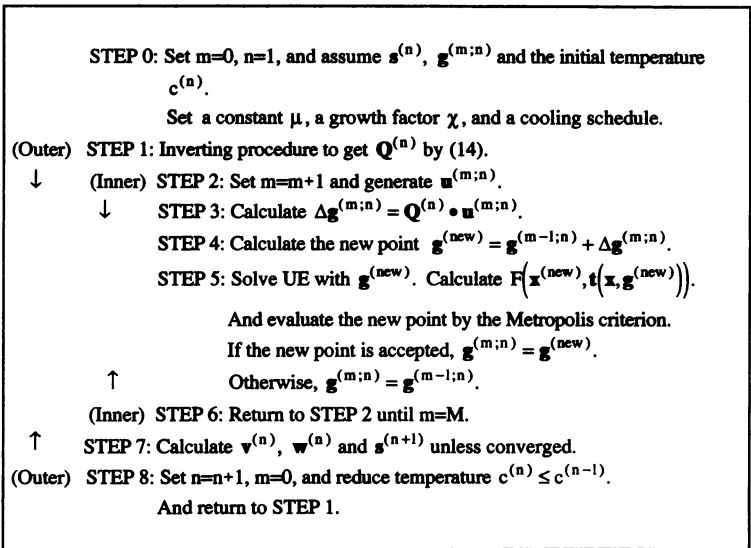 STEP 0: Set m=0, n=1, and assume s^(n), g^(m;n) and the initial temperature
c^(n).
Set a constant μ, a growth factor χ, and a cooling schedule.
(Outer) STEP 1: Inverting procedure to get Q^(n) by (14).
↓ (Inner) STEP 2: Set m=m+1 and generate u^(m;n).
↓ STEP 3: Calculate Δg^(m;n) = Q^(n) • u^(m;n).
STEP 4: Calculate the new point g^(new) = g^(m-1;n) + Δg^(m;n).
STEP 5: Solve UE with g^(new). Calculate F(x^(new), t(x, g^(new))).
And evaluate the new point by the Metropolis criterion.
If the new point is accepted, g^(m;n) = g^(new).
↑ Otherwise, g^(m;n) = g^(m-1;n).
(Inner) STEP 6: Return to STEP 2 until m=M.
↑ STEP 7: Calculate v^(n), w^(n) and s^(n+1) unless converged.
(Outer) STEP 8: Set n=n+1, m=0, and reduce temperature c^(n) ≤ c^(n-1).
And return to STEP 1.